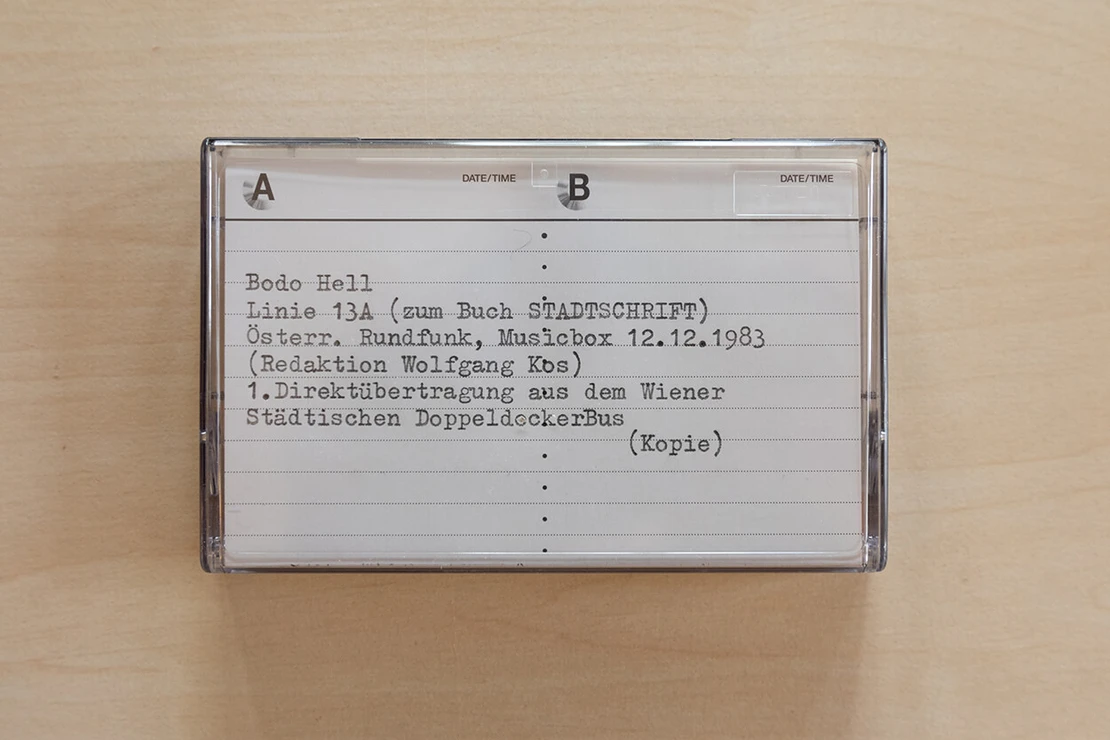 A DATE/TIME B DATE/TIME
Bodo Hell
Linie 13A (zum Buch STADTSCHRIFT)
Österr. Rundfunk, Musicbox 12.12.1983
(Redaktion Wolfgang Kos)
1.Direktübertragung aus dem Wiener
Städtischen DoppeldeckerBus
(Kopie)